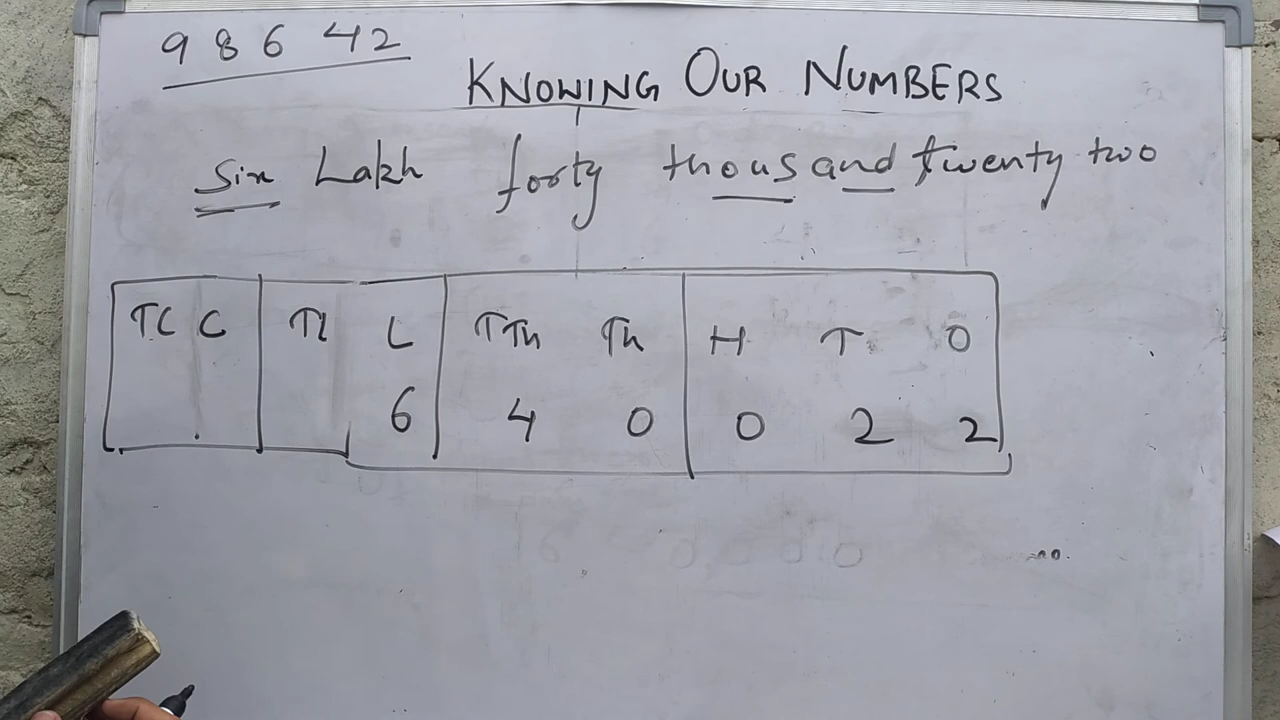 9 8 6 4 2
KNOWING OUR NUMBERS
Six Lakh forty thousand twenty two
TC C TL L TTh Th H T O
6 4 0 0 2 2